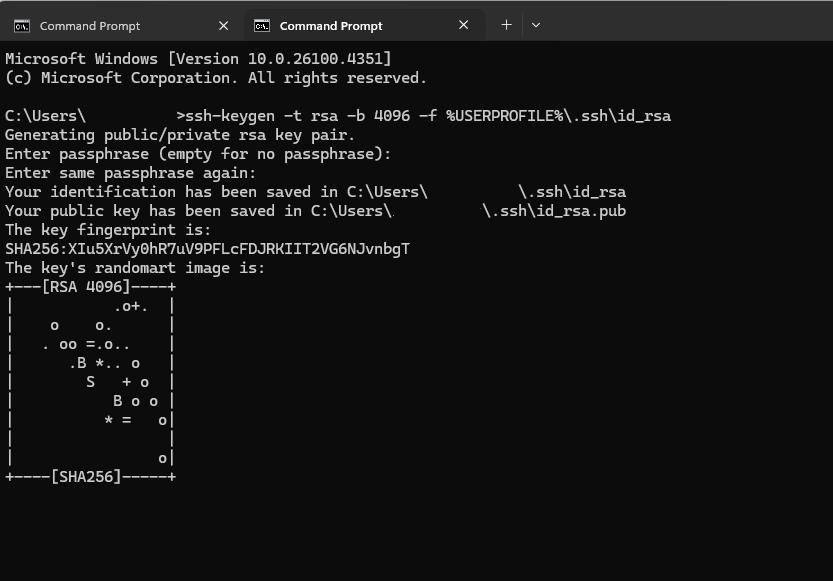 Command Prompt
Command Prompt
Microsoft Windows [Version 10.0.26100.4351]
(c) Microsoft Corporation. All rights reserved.
C:\Users\          >ssh-keygen -t rsa -b 4096 -f %USERPROFILE%\.ssh\id_rsa
Generating public/private rsa key pair.
Enter passphrase (empty for no passphrase):
Enter same passphrase again:
Your identification has been saved in C:\Users\          \.ssh\id_rsa
Your public key has been saved in C:\Users\          \.ssh\id_rsa.pub
The key fingerprint is:
SHA256:XIu5XrVy0hR7uV9PFLcFDJRKIIT2VG6NJvnbgT
The key's randomart image is:
+---[RSA 4096]----+
|           .o+.  |
|    o    o.      |
|   . oo =.o..    |
|      .B *.. o   |
|        S   + o  |
|           B o o |
|          * =   o|
|                 |
|                o|
+----[SHA256]-----+